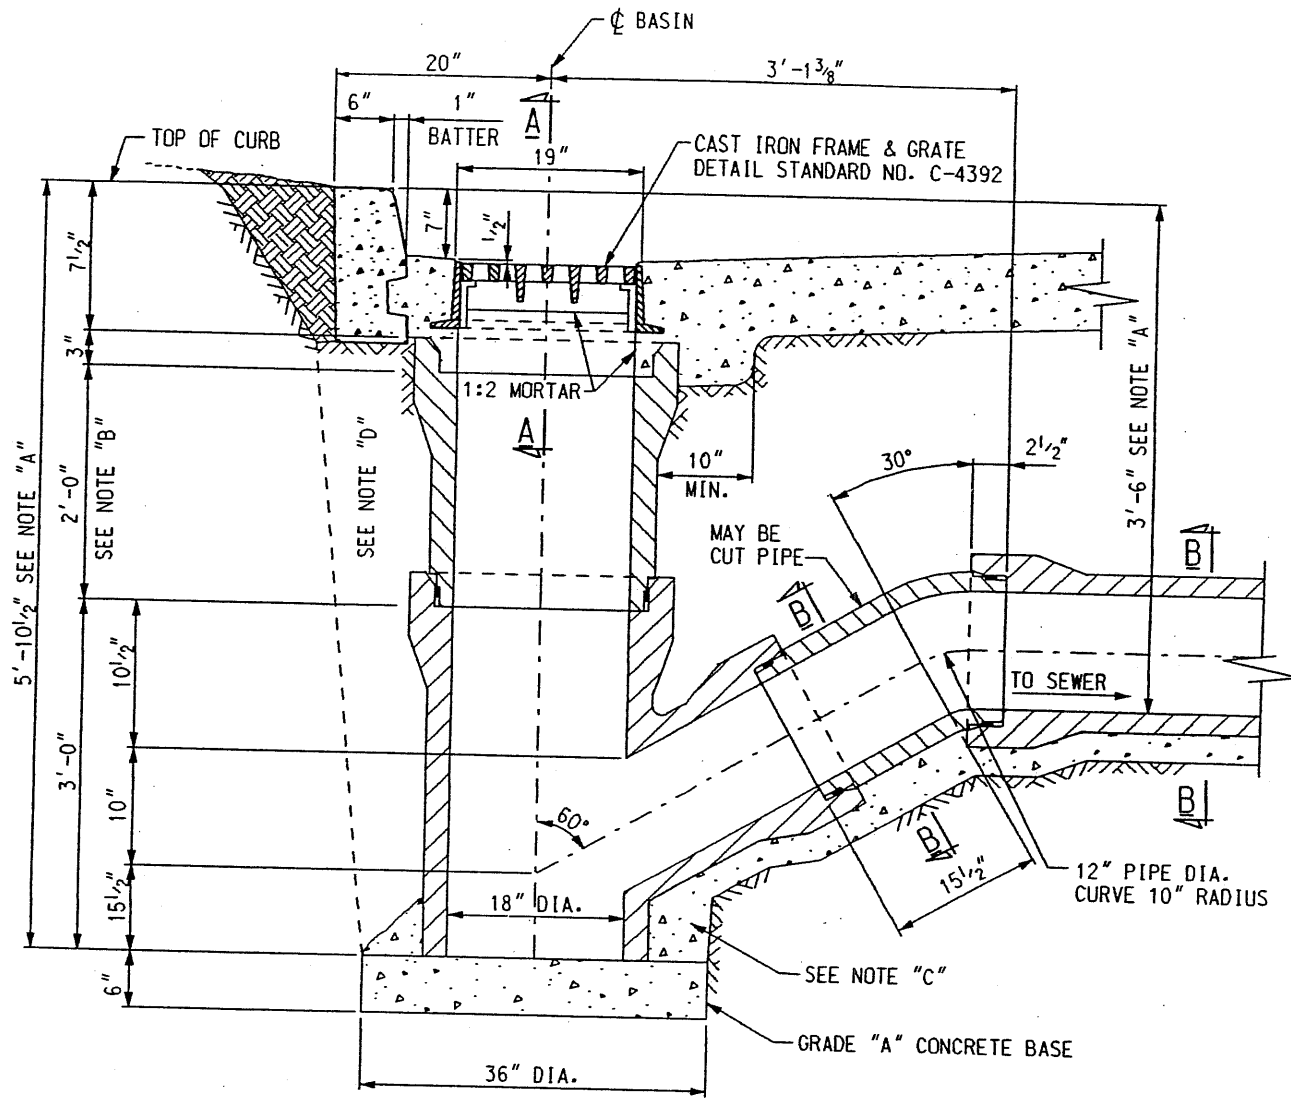 ℄ BASIN
20"
3'-1 3/8"
6"
1"
BATTER
A
TOP OF CURB
19"
CAST IRON FRAME & GRATE
DETAIL STANDARD NO. C-4392
7"
1/2"
7 1/2"
3"
1:2 MORTAR
A
5'-10 1/2" SEE NOTE "A"
2'-0"
SEE NOTE "B"
SEE NOTE "D"
10"
MIN.
30°
2 1/2"
3'-6" SEE NOTE "A"
MAY BE
CUT PIPE
B
B
10 1/2"
3'-0"
TO SEWER
10"
60°
B
B
15 1/2"
15 1/2"
12" PIPE DIA.
CURVE 10" RADIUS
18" DIA.
SEE NOTE "C"
6"
GRADE "A" CONCRETE BASE
36" DIA.